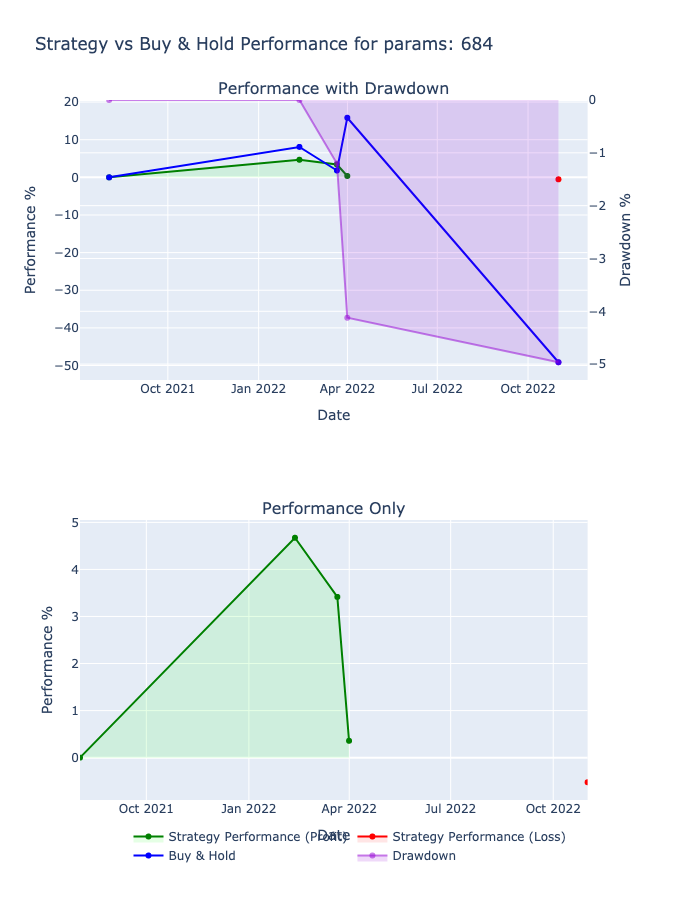 Strategy vs Buy & Hold Performance for params: 684
Performance with Drawdown
20
10
0
−10
−20
−30
−40
−50
Performance %
0
−1
−2
−3
−4
−5
Drawdown %
Oct 2021 Jan 2022 Apr 2022 Jul 2022 Oct 2022
Date
Performance Only
5
4
3
2
1
0
Performance %
Oct 2021 Jan 2022 Apr 2022 Jul 2022 Oct 2022
Date
Strategy Performance (Profit) Strategy Performance (Loss)
Buy & Hold Drawdown